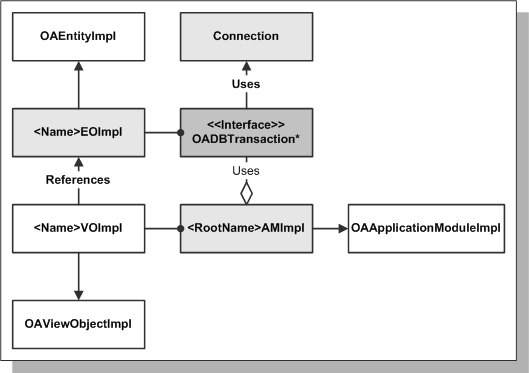 OAEntityImpl
Connection
Uses
<Name>EOImpl
<<Interface>>
OADBTransaction*
References
Uses
<Name>VOImpl
<RootName>AMImpl
OAApplicationModuleImpl
OAViewObjectImpl